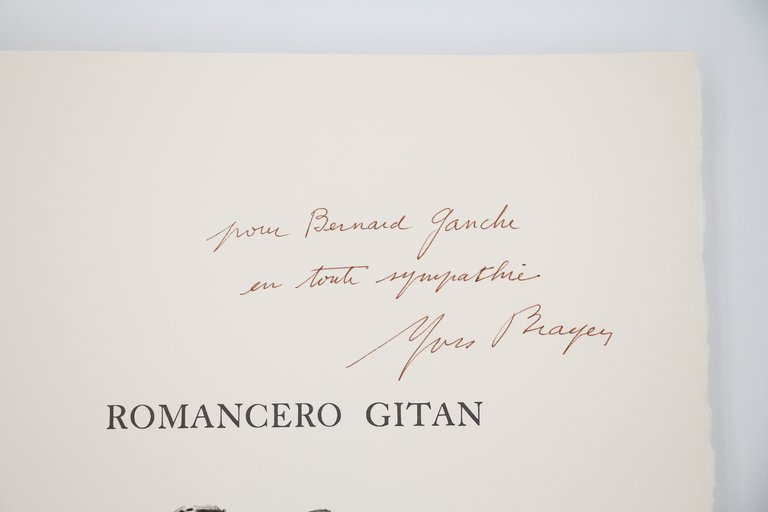 pour Bernard Ganche
en toute sympathie
Yves Brayer
ROMANCERO GITAN